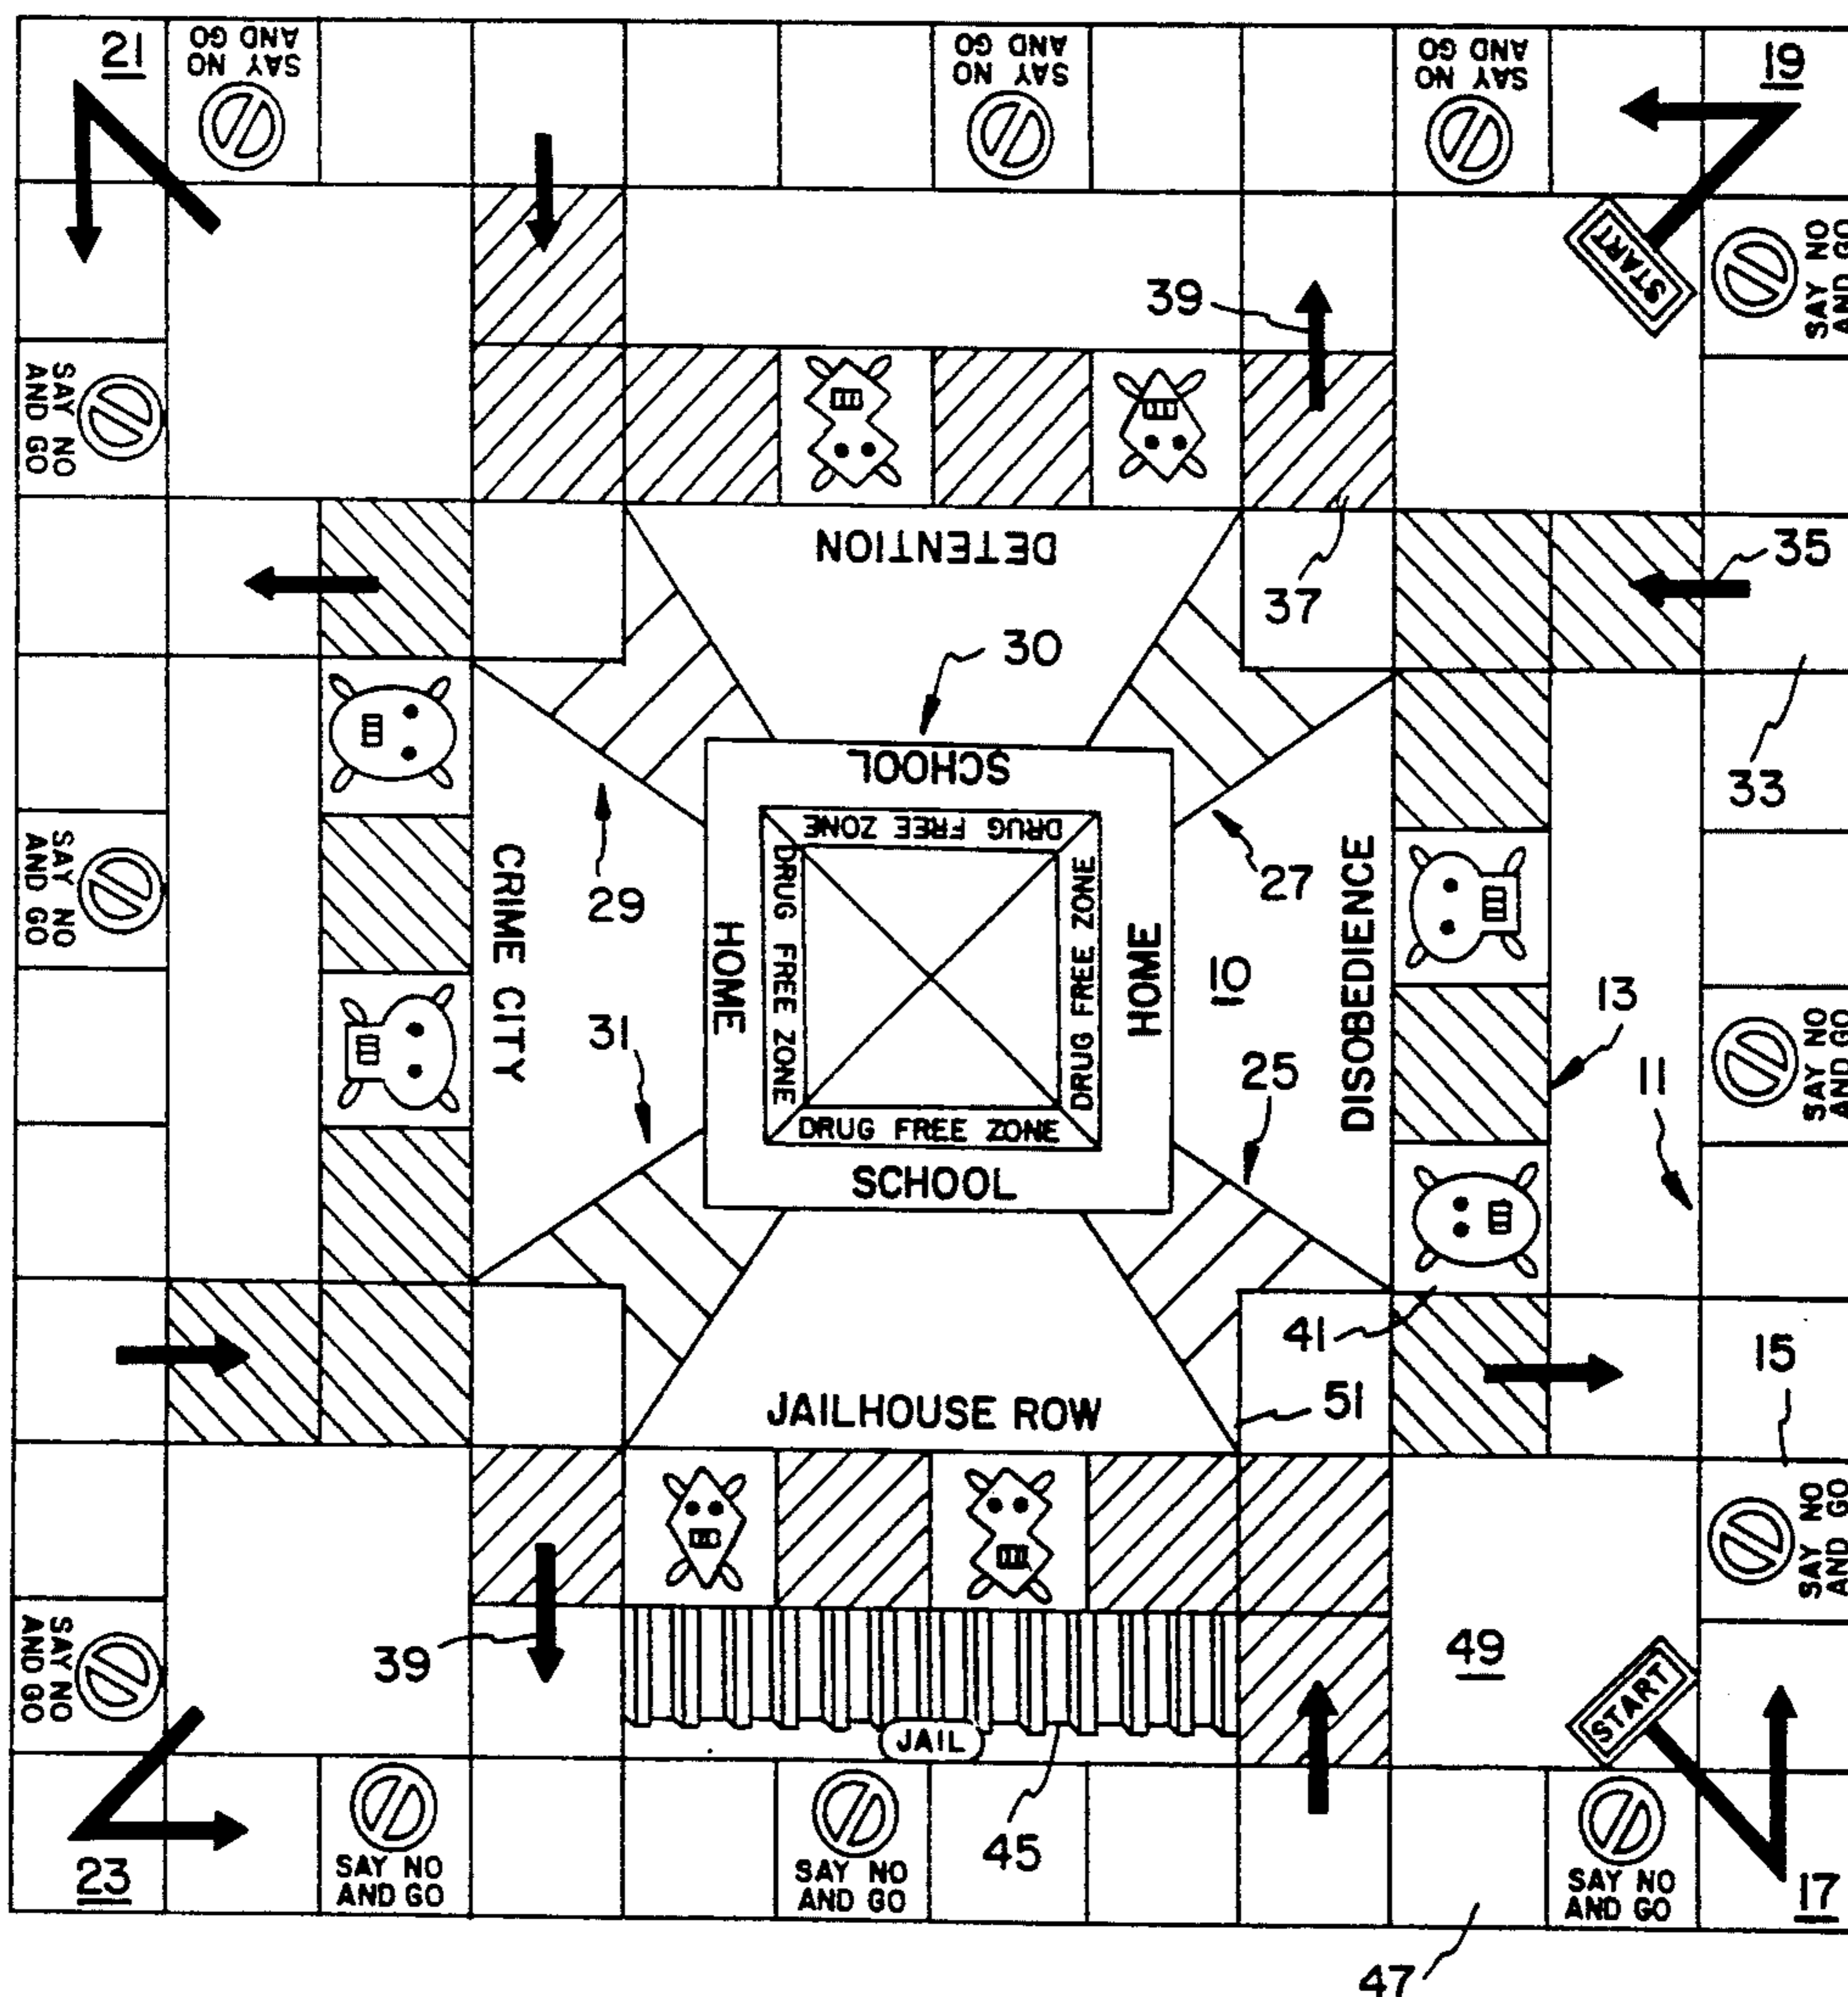 21
SAY NO
AND GO
SAY NO
AND GO
SAY NO
AND GO
19
START
SAY NO
AND GO
39
SAY NO
AND GO
DETENTION
37
35
30
33
SCHOOL
DRUG FREE ZONE
29
27
CRIME CITY
HOME
DRUG FREE ZONE
DRUG FREE ZONE
HOME
10
DISOBEDIENCE
SAY NO
AND GO
31
25
13
11
SAY NO
AND GO
DRUG FREE ZONE
SCHOOL
41
15
51
JAILHOUSE ROW
SAY NO
AND GO
SAY NO
AND GO
39
49
START
JAIL
45
23
SAY NO
AND GO
SAY NO
AND GO
SAY NO
AND GO
17
47